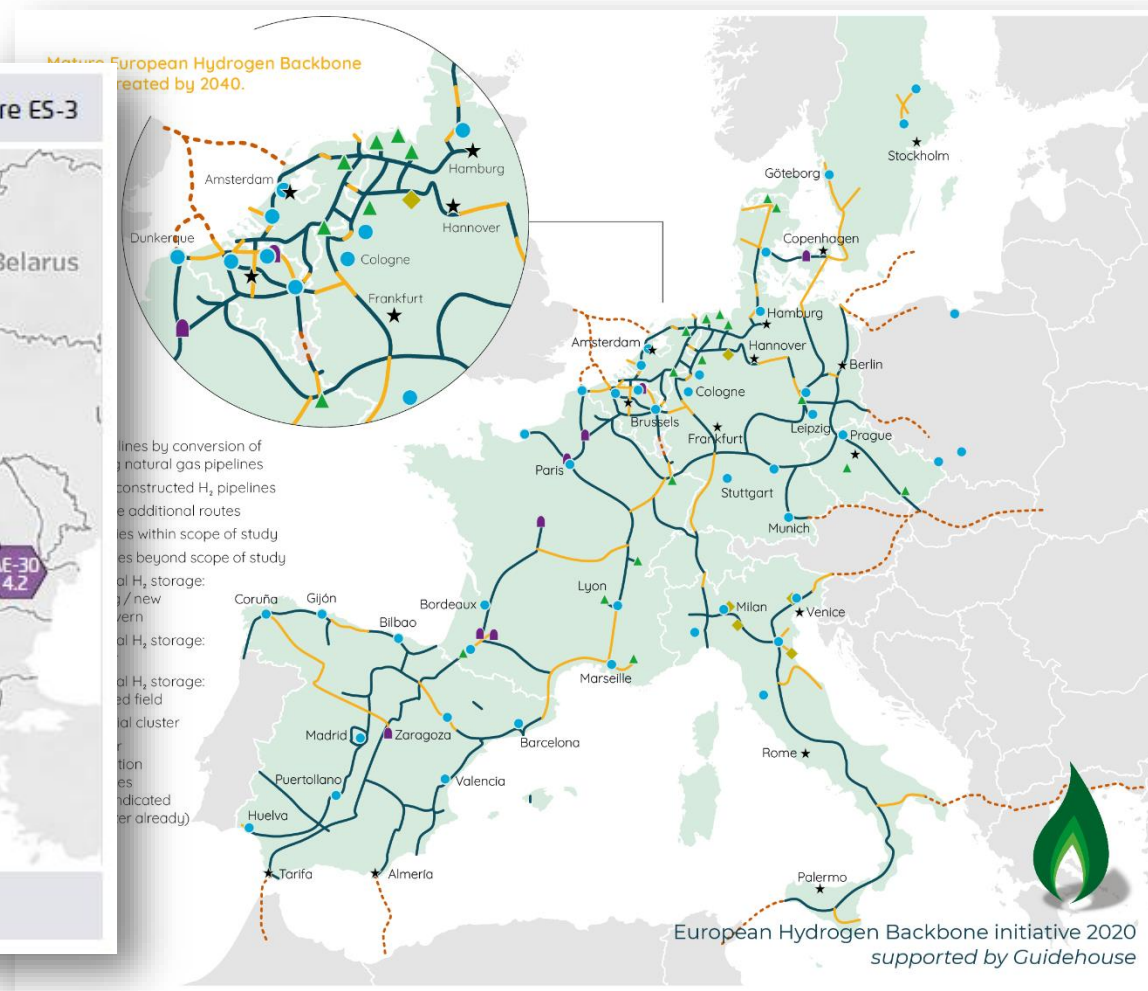 Mature European Hydrogen Backbone
created by 2040.
re ES-3
Belarus
AE-30
4.2
Amsterdam
Hamburg
Hannover
Dunkerque
Cologne
Frankfurt
Stockholm
Göteborg
Copenhagen
Hamburg
Amsterdam
Hannover
Berlin
Cologne
Brussels
Leipzig
Prague
Frankfurt
Paris
Stuttgart
Munich
lines by conversion of
g natural gas pipelines
constructed H₂ pipelines
e additional routes
ies within scope of study
es beyond scope of study
al H₂ storage:
g / new
vern
al H₂ storage:
al H₂ storage:
ed field
ial cluster
r
tion
es
ndicated
ter already)
Lyon
Milan
Venice
Coruña
Gijón
Bordeaux
Bilbao
Marseille
Madrid
Zaragoza
Barcelona
Rome
Puertollano
Valencia
Huelva
Tarifa
Almería
Palermo
European Hydrogen Backbone initiative 2020
supported by Guidehouse